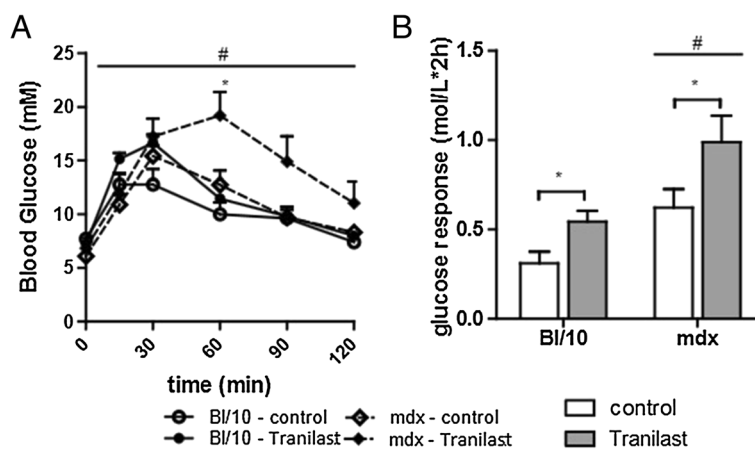 A
Blood Glucose (mM)
25
20
15
10
5
0
#
*
0
30
60
90
120
time (min)
Bl/10 - control
mdx - control
Bl/10 - Tranilast
mdx - Tranilast
B
glucose response (mol/L*2h)
1.5
1.0
0.5
0.0
#
*
*
Bl/10
mdx
control
Tranilast